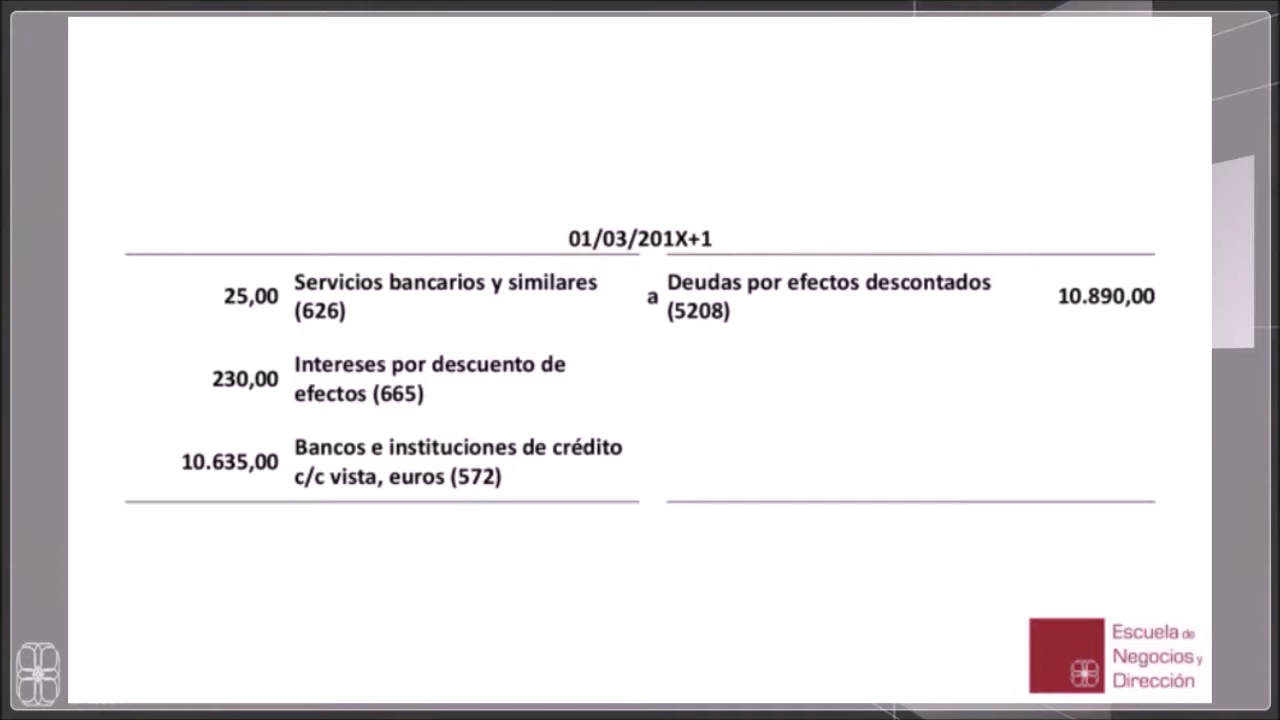 01/03/201X+1
25,00 Servicios bancarios y similares (626) a Deudas por efectos descontados (5208) 10.890,00
230,00 Intereses por descuento de efectos (665)
10.635,00 Bancos e instituciones de crédito c/c vista, euros (572)
Escuela de
Negocios y
Dirección